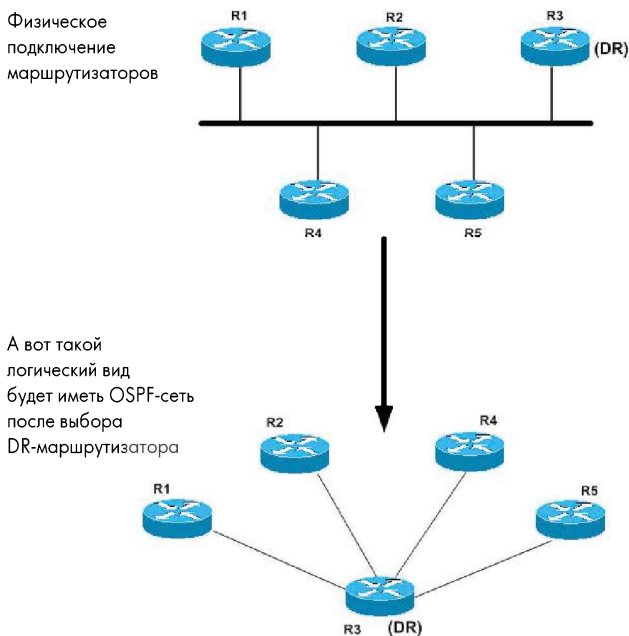 Физическое
подключение
маршрутизаторов
R1
R2
R3
(DR)
R4
R5
А вот такой
логический вид
будет иметь OSPF-сеть
после выбора
DR-маршрутизатора
R2
R4
R1
R5
R3 (DR)